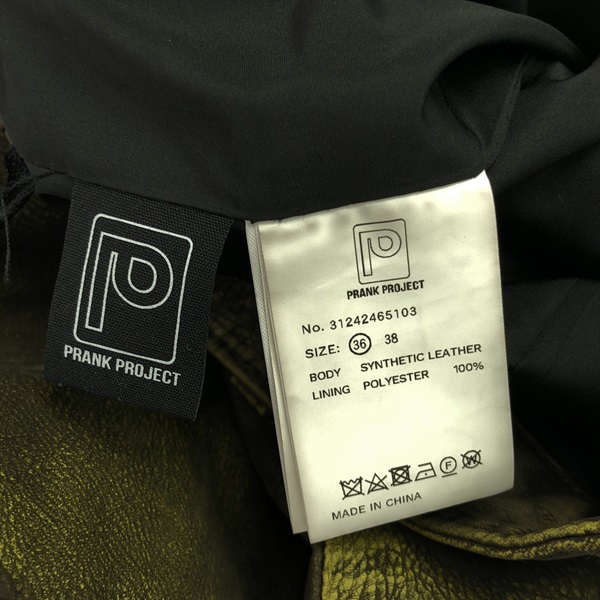 PRANK PROJECT
PRANK PROJECT
No. 31242465103
SIZE: 36 38
BODY SYNTHETIC LEATHER
LINING POLYESTER 100%
F
W
MADE IN CHINA